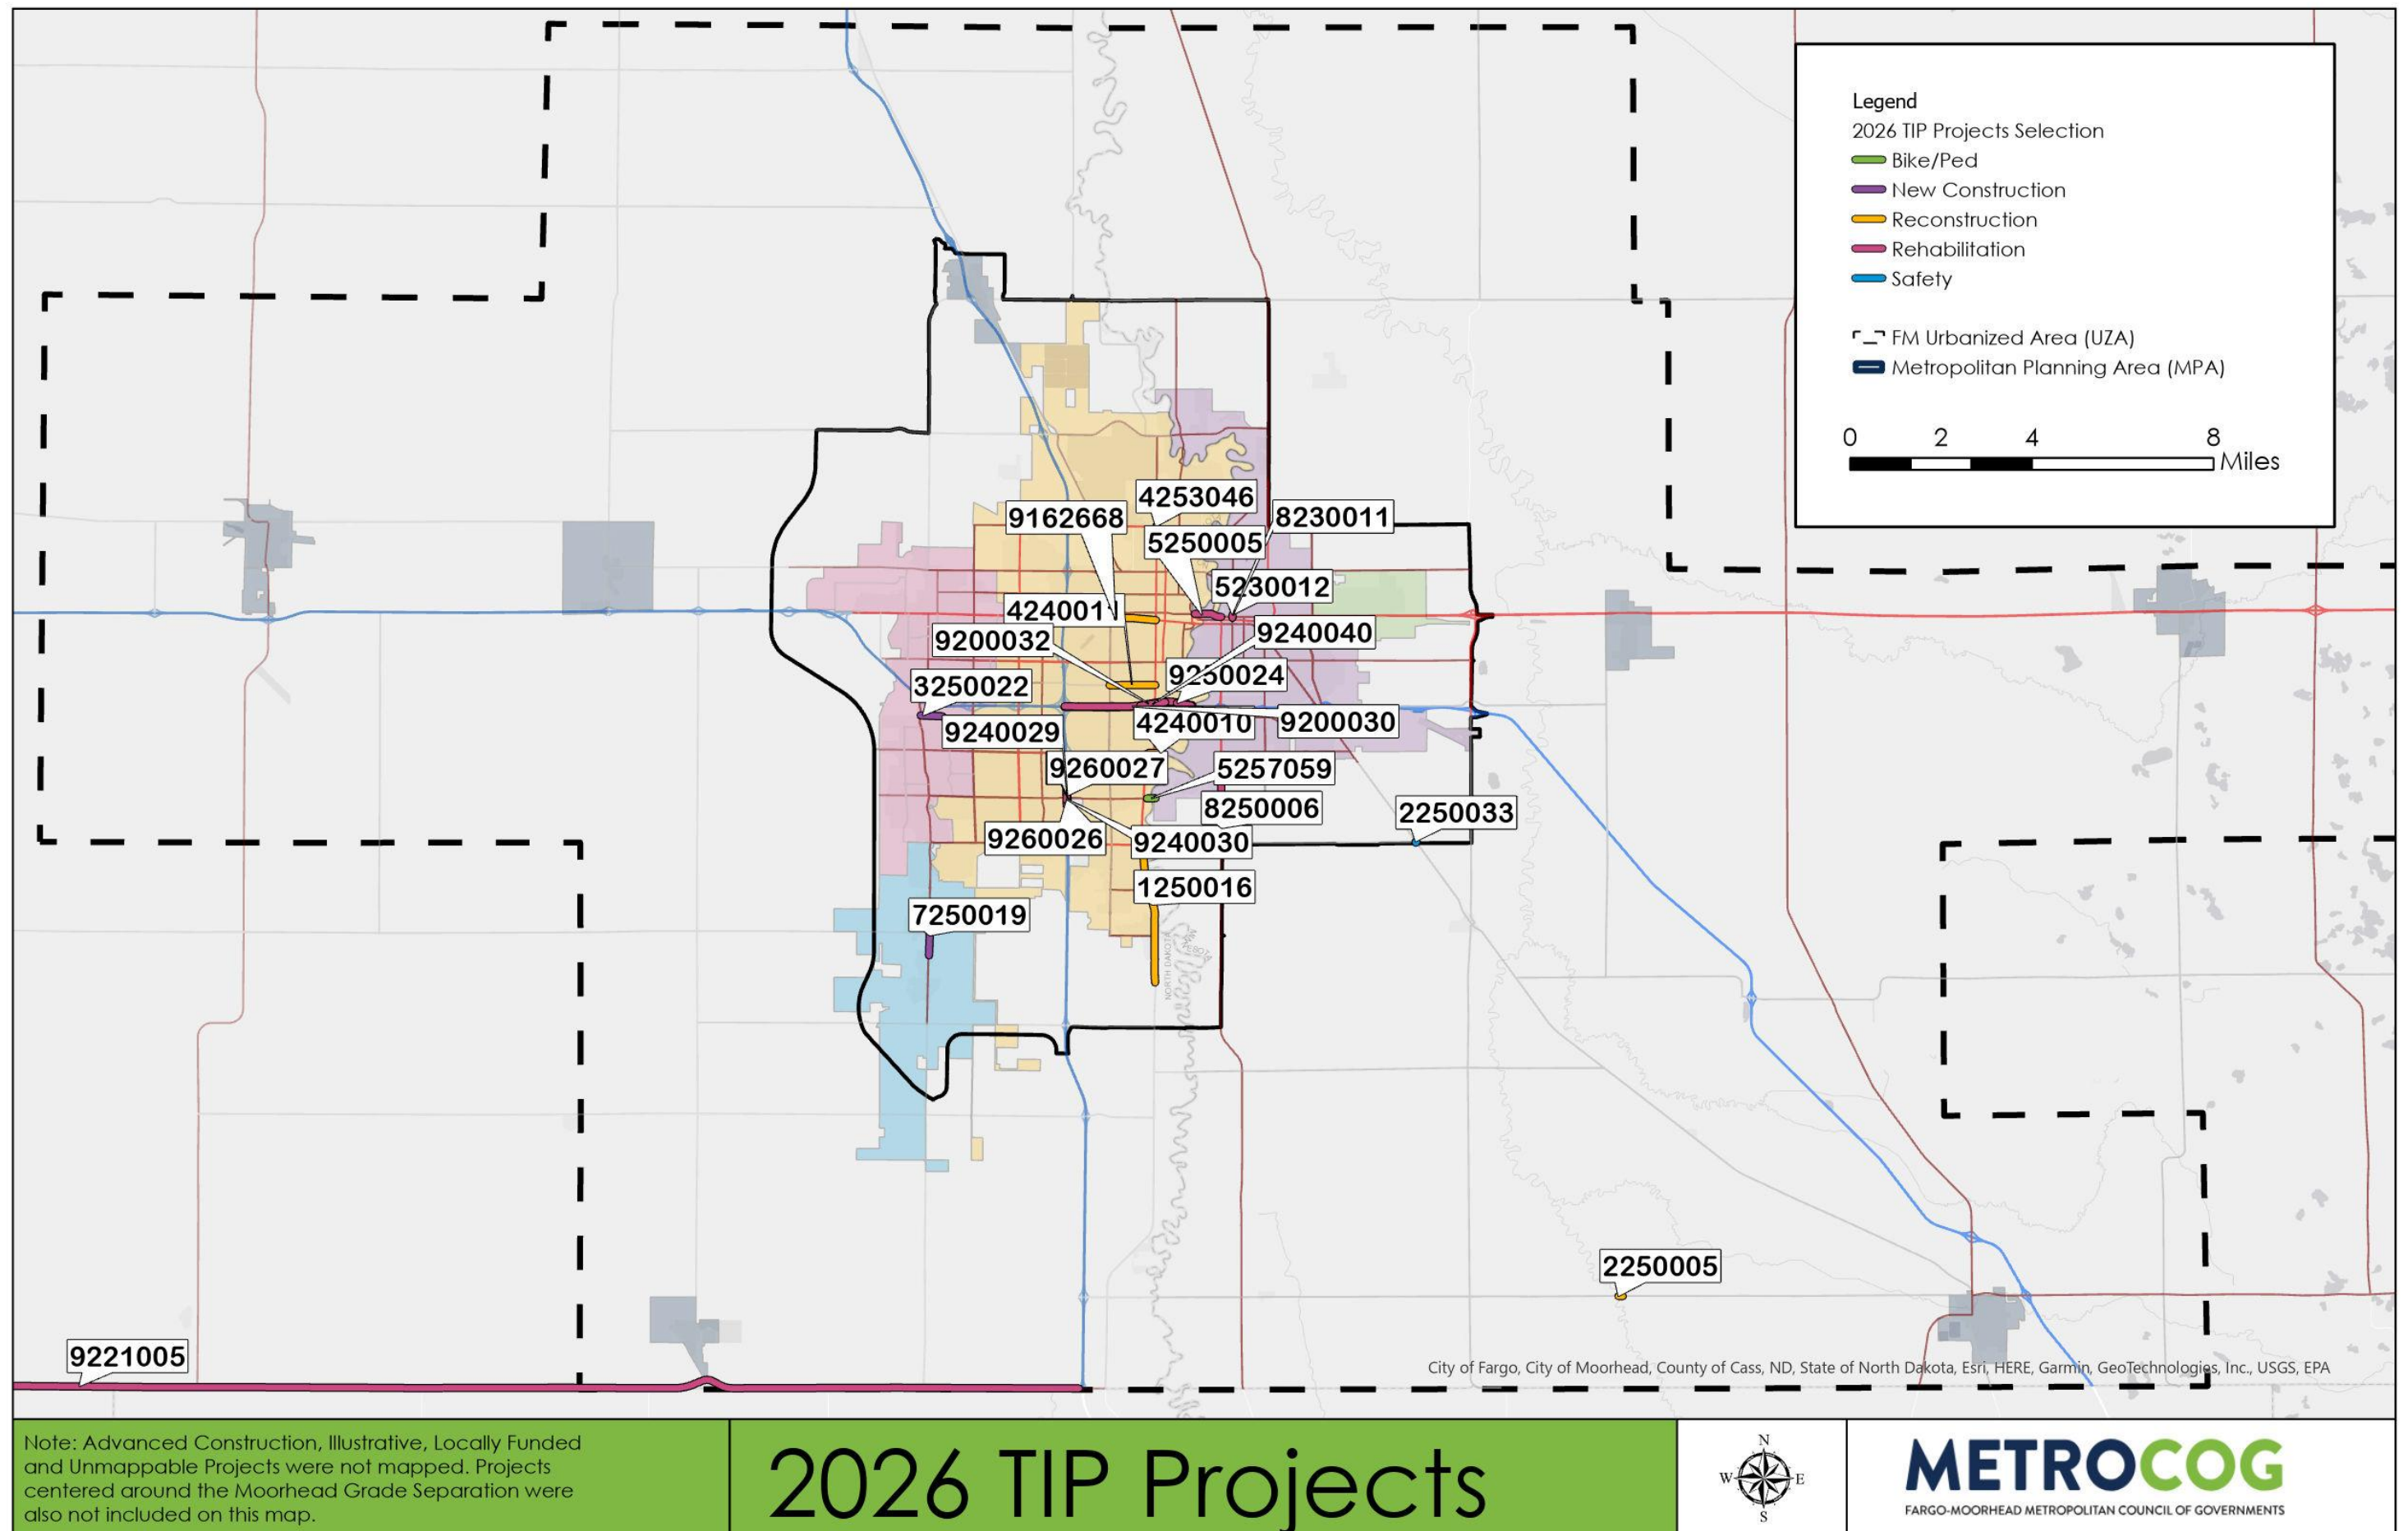 Legend
2026 TIP Projects Selection
Bike/Ped
New Construction
Reconstruction
Rehabilitation
Safety
FM Urbanized Area (UZA)
Metropolitan Planning Area (MPA)
0 2 4 8
Miles
4253046
9162668
8230011
5250005
5230012
4240011
9240040
9200032
9250024
3250022
4240010
9200030
9240029
9260027
5257059
8250006
2250033
9260026
9240030
1250016
7250019
NORTH DAKOTA
2250005
9221005
City of Fargo, City of Moorhead, County of Cass, ND, State of North Dakota, Esri, HERE, Garmin, GeoTechnologies, Inc., USGS, EPA
Note: Advanced Construction, Illustrative, Locally Funded
and Unmappable Projects were not mapped. Projects
centered around the Moorhead Grade Separation were
also not included on this map.
2026 TIP Projects
N
W E
S
METROCOG
FARGO-MOORHEAD METROPOLITAN COUNCIL OF GOVERNMENTS